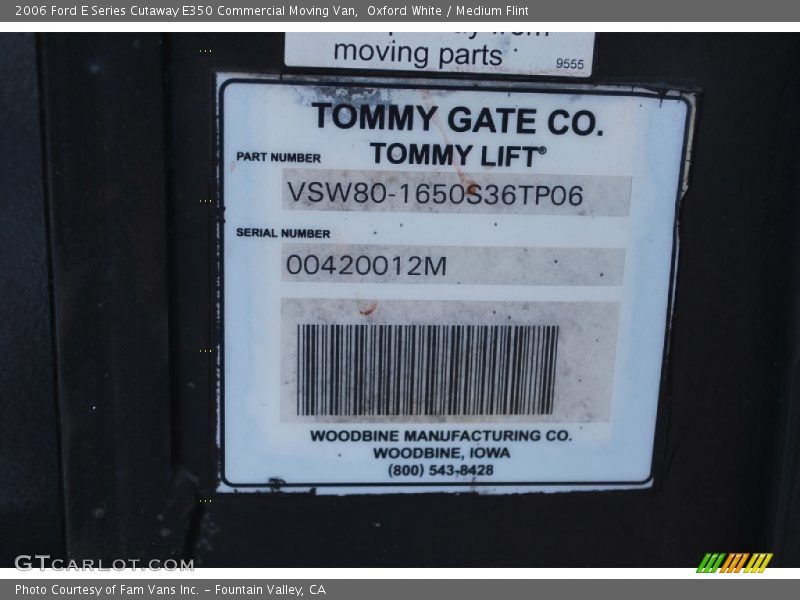 2006 Ford E Series Cutaway E350 Commercial Moving Van, Oxford White / Medium Flint
moving parts
9555
TOMMY GATE CO.
TOMMY LIFT®
PART NUMBER
VSW80-1650S36TP06
SERIAL NUMBER
00420012M
WOODBINE MANUFACTURING CO.
WOODBINE, IOWA
(800) 543-8428
GTCARLOT.COM
Photo Courtesy of Fam Vans Inc. - Fountain Valley, CA